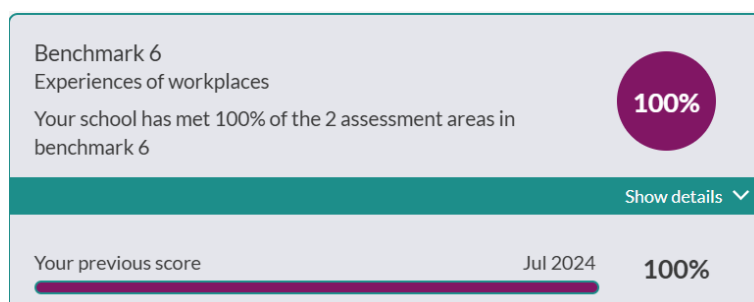 Benchmark 6
Experiences of workplaces
Your school has met 100% of the 2 assessment areas in
benchmark 6
100%
Show details
Your previous score
Jul 2024
100%